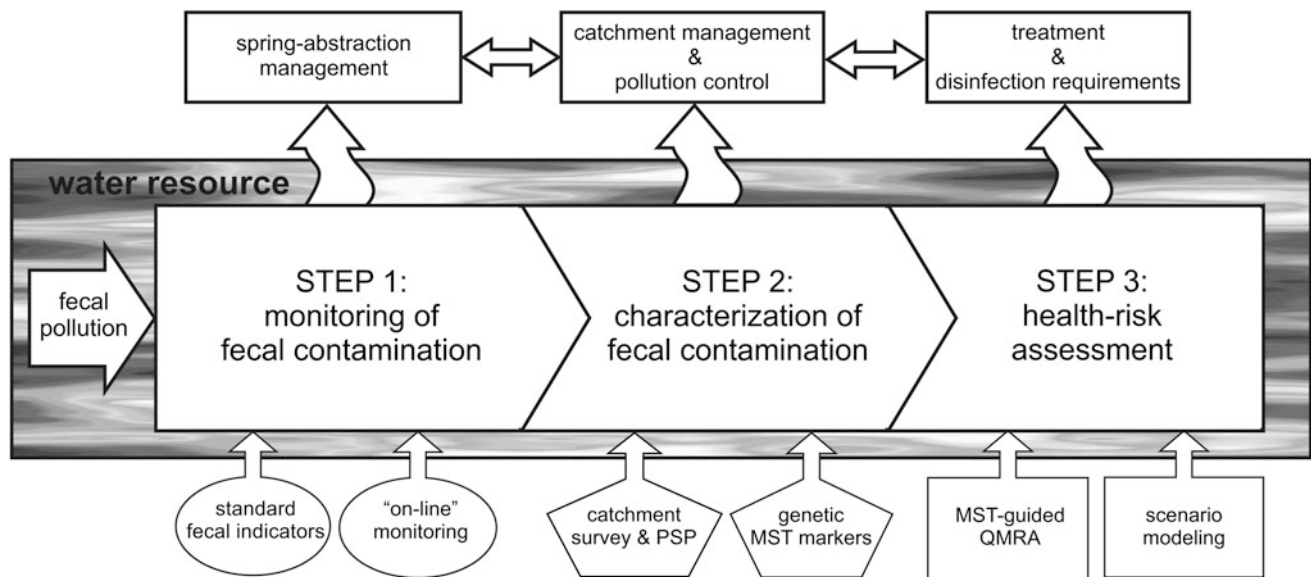 spring-abstraction
management
catchment management
&
pollution control
treatment
&
disinfection requirements
water resource
fecal
pollution
STEP 1:
monitoring of
fecal contamination
STEP 2:
characterization of
fecal contamination
STEP 3:
health-risk
assessment
standard
fecal indicators
"on-line"
monitoring
catchment
survey & PSP
genetic
MST markers
MST-guided
QMRA
scenario
modeling